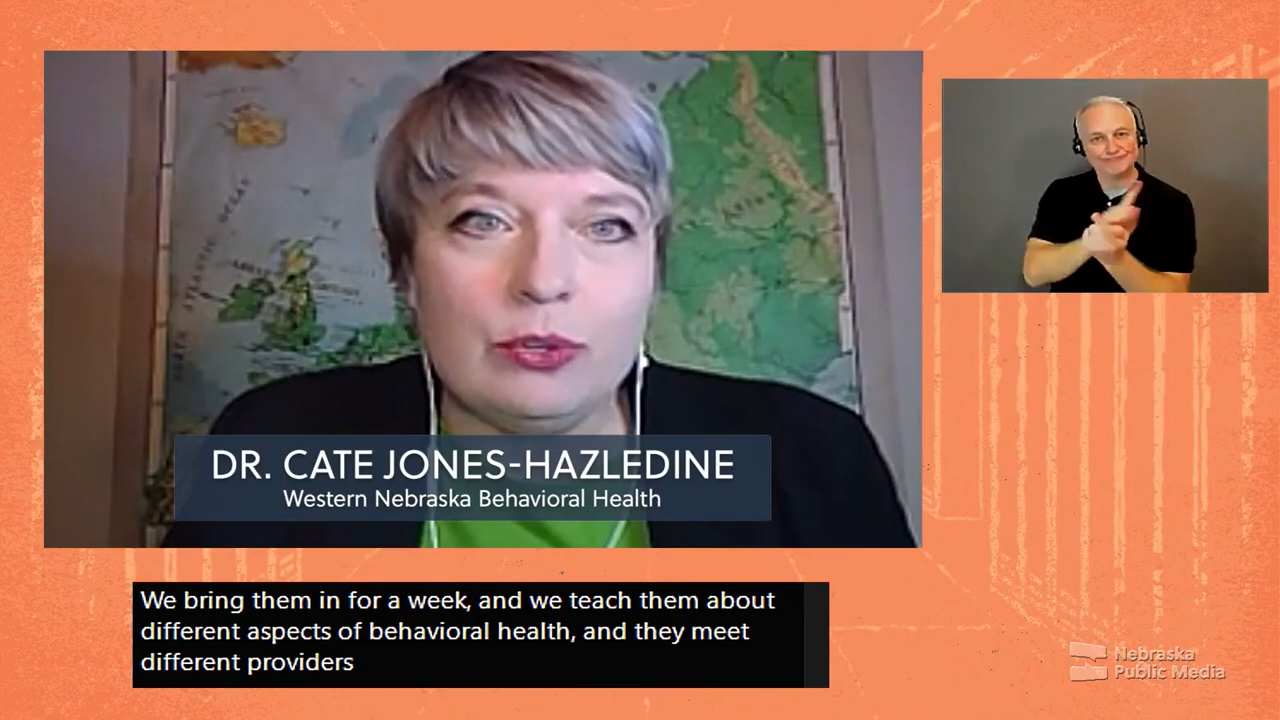 DR. CATE JONES-HAZLEDINE
Western Nebraska Behavioral Health
We bring them in for a week, and we teach them about
different aspects of behavioral health, and they meet
different providers
Nebraska
Public Media